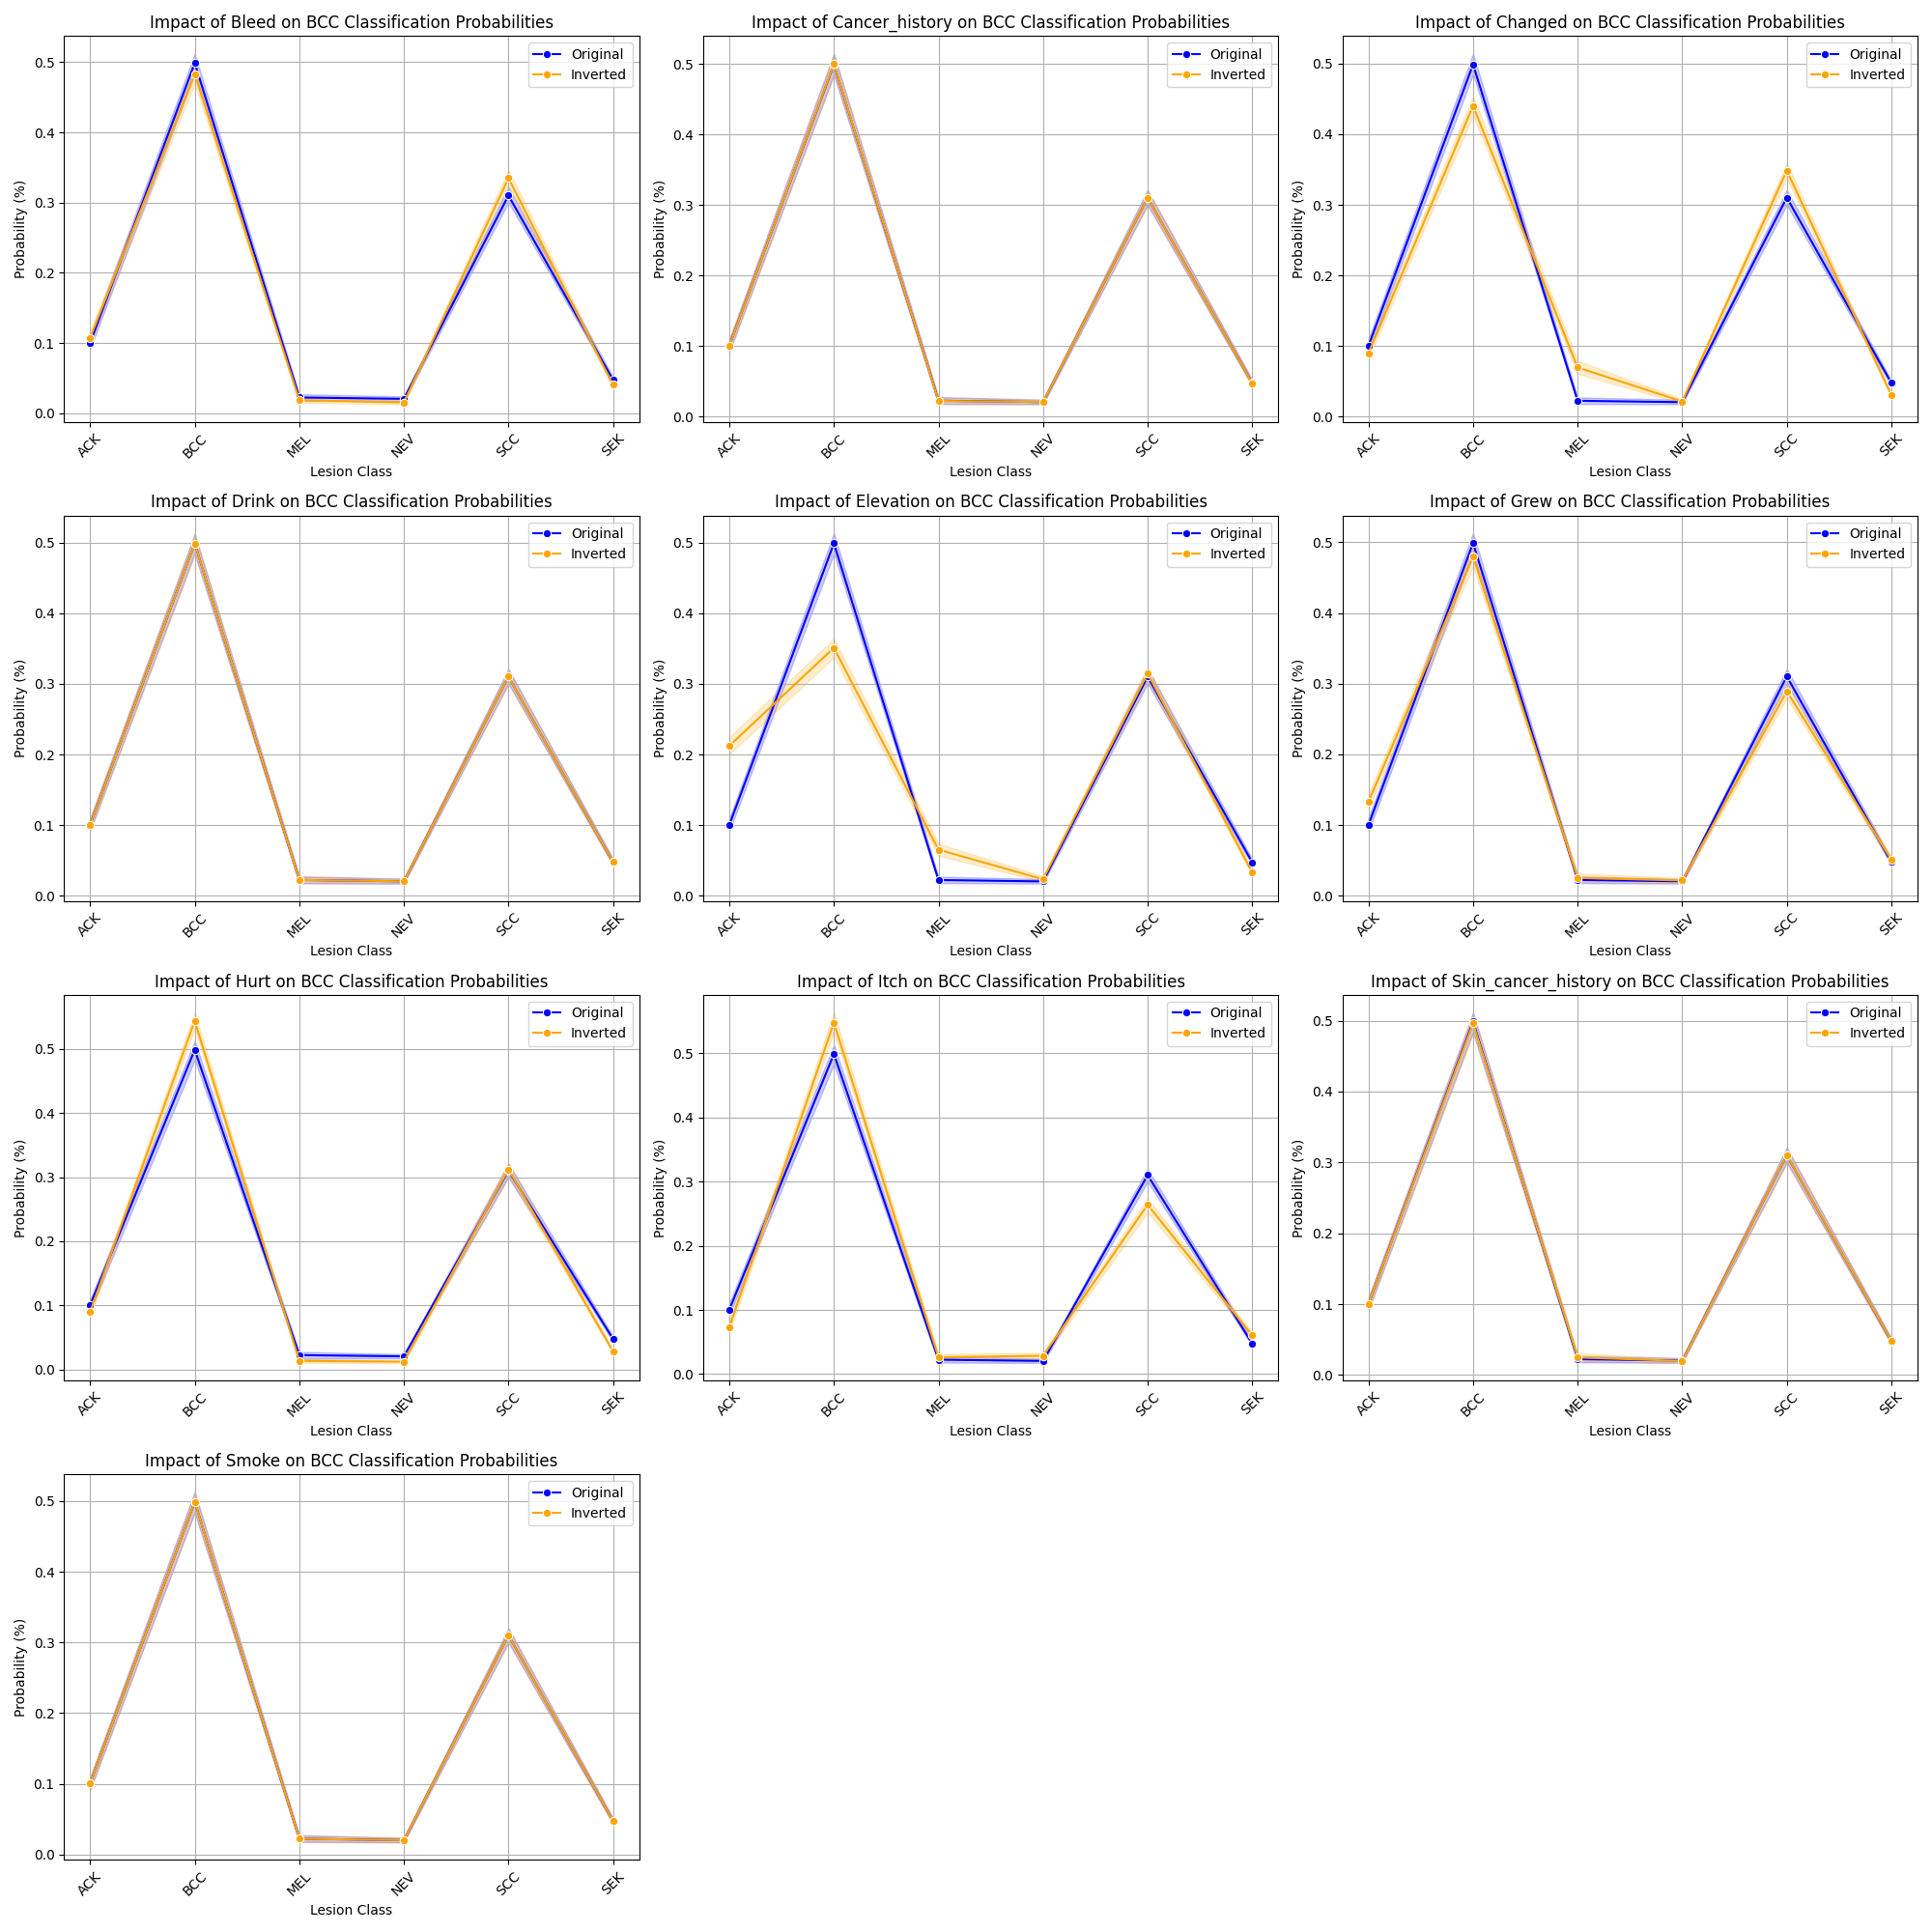 Impact of Bleed on BCC Classification Probabilities
Original
Inverted
Probability (%)
0.5
0.4
0.3
0.2
0.1
0.0
ACK
BCC
MEL
NEV
SCC
SEK
Lesion Class
Impact of Cancer_history on BCC Classification Probabilities
Original
Inverted
Probability (%)
0.5
0.4
0.3
0.2
0.1
0.0
ACK
BCC
MEL
NEV
SCC
SEK
Lesion Class
Impact of Changed on BCC Classification Probabilities
Original
Inverted
Probability (%)
0.5
0.4
0.3
0.2
0.1
0.0
ACK
BCC
MEL
NEV
SCC
SEK
Lesion Class
Impact of Drink on BCC Classification Probabilities
Original
Inverted
Probability (%)
0.5
0.4
0.3
0.2
0.1
0.0
ACK
BCC
MEL
NEV
SCC
SEK
Lesion Class
Impact of Elevation on BCC Classification Probabilities
Original
Inverted
Probability (%)
0.5
0.4
0.3
0.2
0.1
0.0
ACK
BCC
MEL
NEV
SCC
SEK
Lesion Class
Impact of Grew on BCC Classification Probabilities
Original
Inverted
Probability (%)
0.5
0.4
0.3
0.2
0.1
0.0
ACK
BCC
MEL
NEV
SCC
SEK
Lesion Class
Impact of Hurt on BCC Classification Probabilities
Original
Inverted
Probability (%)
0.5
0.4
0.3
0.2
0.1
0.0
ACK
BCC
MEL
NEV
SCC
SEK
Lesion Class
Impact of Itch on BCC Classification Probabilities
Original
Inverted
Probability (%)
0.5
0.4
0.3
0.2
0.1
0.0
ACK
BCC
MEL
NEV
SCC
SEK
Lesion Class
Impact of Skin_cancer_history on BCC Classification Probabilities
Original
Inverted
Probability (%)
0.5
0.4
0.3
0.2
0.1
0.0
ACK
BCC
MEL
NEV
SCC
SEK
Lesion Class
Impact of Smoke on BCC Classification Probabilities
Original
Inverted
Probability (%)
0.5
0.4
0.3
0.2
0.1
0.0
ACK
BCC
MEL
NEV
SCC
SEK
Lesion Class